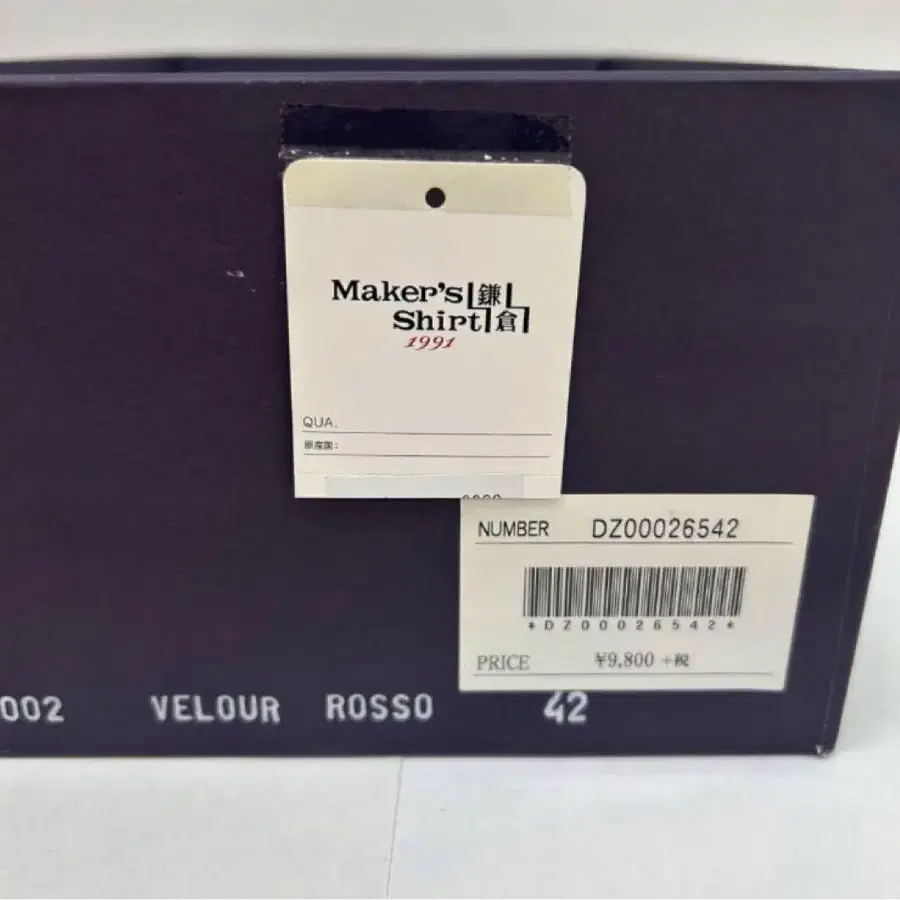 Maker's 鎌
Shirt 倉
1991
QUA.
原産国:
NUMBER DZ00026542
*DZ00026542*
PRICE ¥9,800 +税
002 VELOUR ROSSO 42